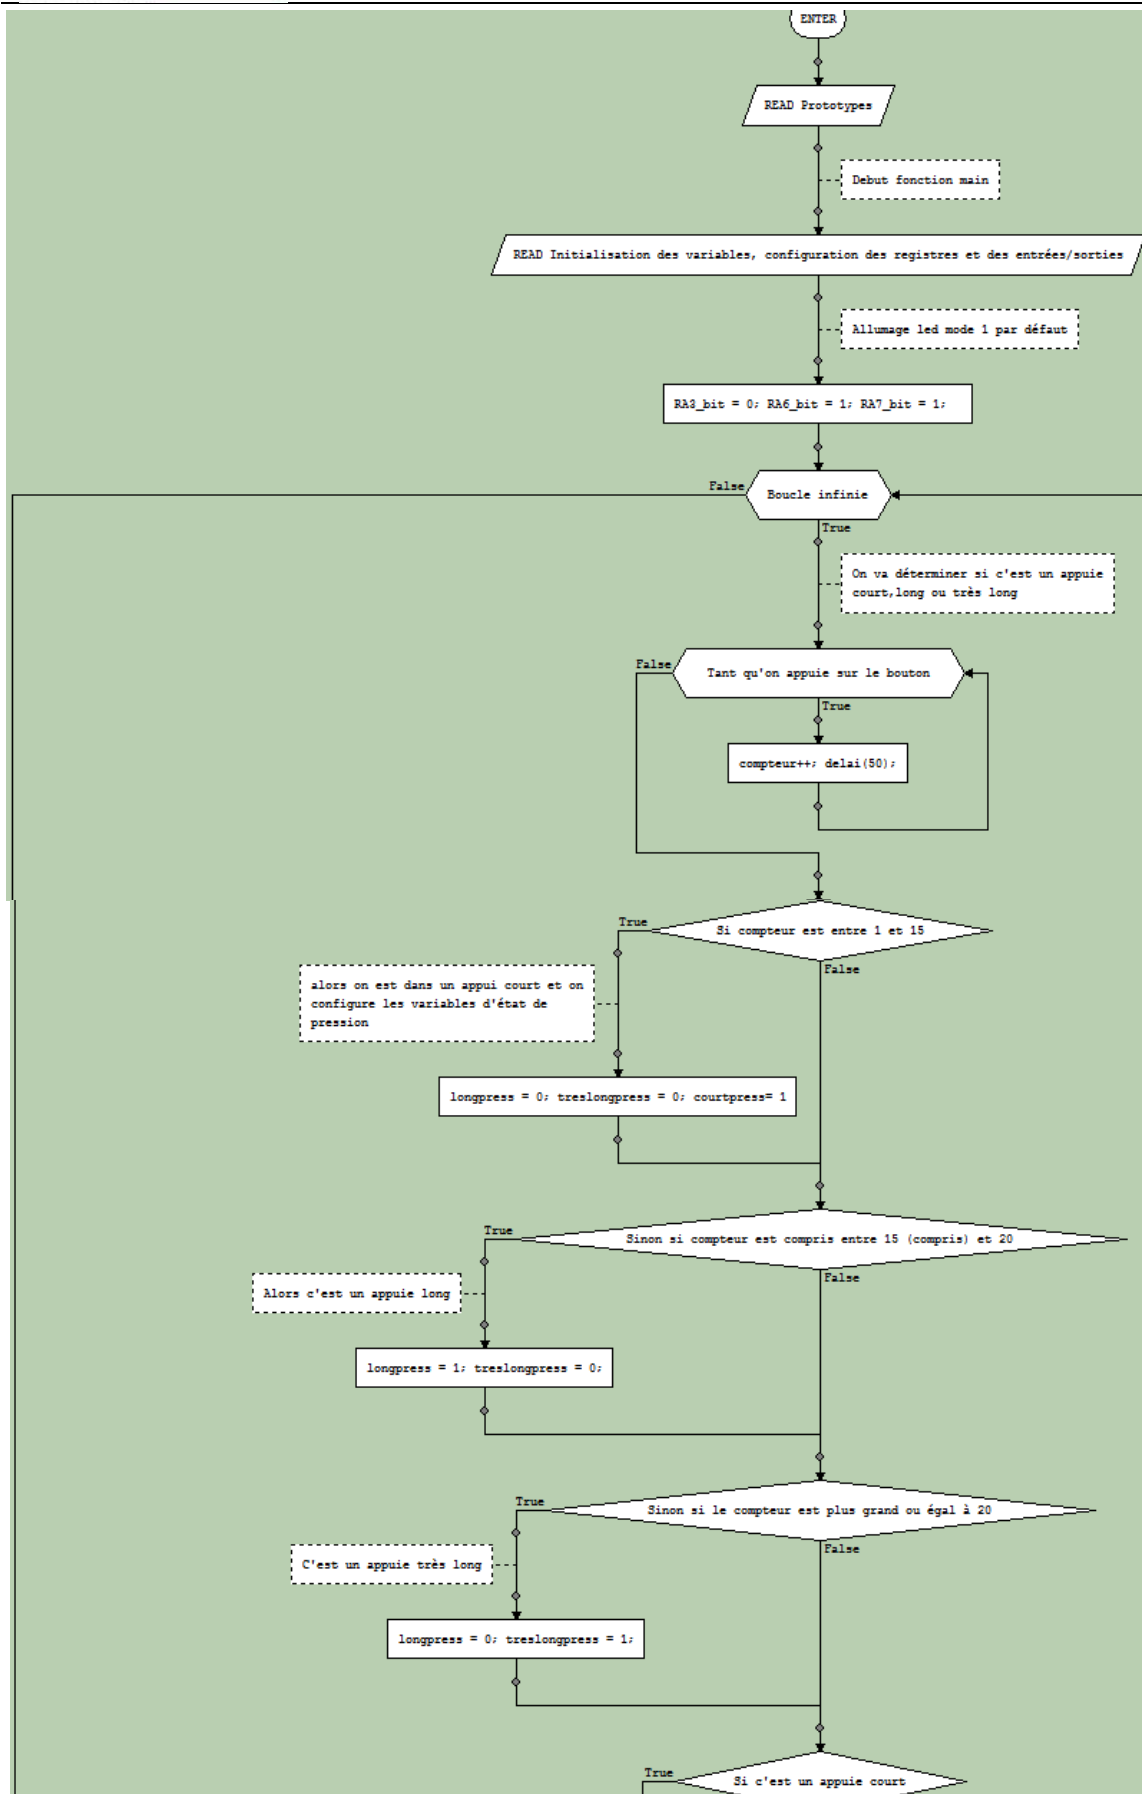 ENTER
READ Prototypes
Debut fonction main
READ Initialisation des variables, configuration des registres et des entrées/sorties
Allumage led mode 1 par défaut
RA3_bit = 0; RA6_bit = 1; RA7_bit = 1;
False
Boucle infinie
True
On va déterminer si c'est un appuie
court,long ou très long
False
Tant qu'on appuie sur le bouton
True
compteur++; delai(50);
True
Si compteur est entre 1 et 15
False
alors on est dans un appui court et on
configure les variables d'état de
pression
longpress = 0; treslongpress = 0; courtpress= 1
True
Sinon si compteur est compris entre 15 (compris) et 20
False
Alors c'est un appuie long
longpress = 1; treslongpress = 0;
True
Sinon si le compteur est plus grand ou égal à 20
False
C'est un appuie très long
longpress = 0; treslongpress = 1;
True
Si c'est un appuie court